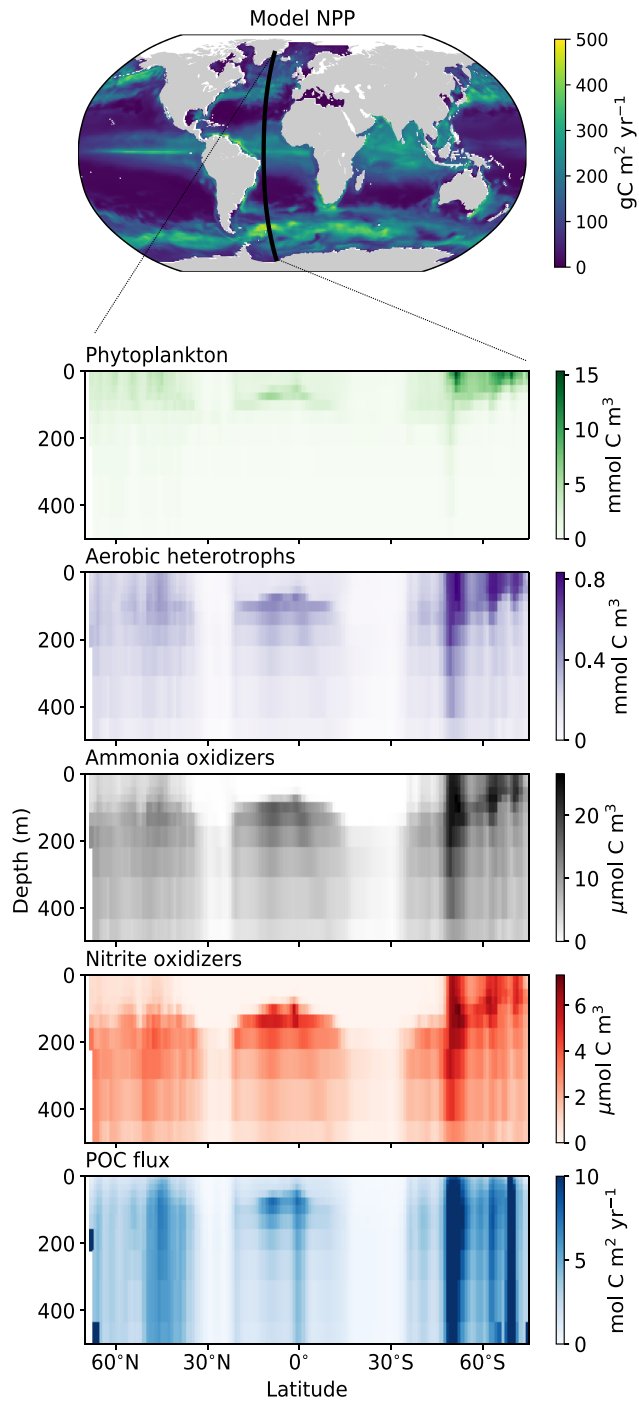 Model NPP
500
400
300
200
100
0
gC m² yr⁻¹
Phytoplankton
0
200
400
15
10
5
0
mmol C m³
Aerobic heterotrophs
0
200
400
0.8
0.4
0.0
mmol C m³
Ammonia oxidizers
0
200
400
Depth (m)
20
10
0
μmol C m³
Nitrite oxidizers
0
200
400
6
4
2
0
μmol C m³
POC flux
0
200
400
10
5
0
mol C m² yr⁻¹
60°N 30°N 0° 30°S 60°S
Latitude